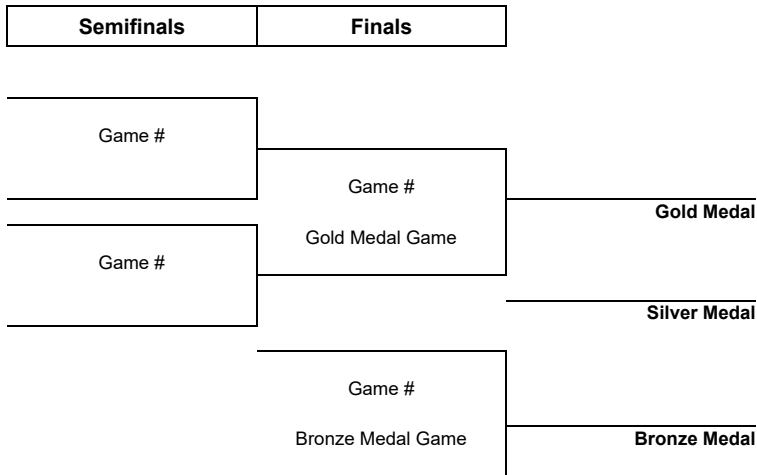 Semifinals Finals
Game #
Game #
Gold Medal
Gold Medal Game
Game #
Silver Medal
Game #
Bronze Medal Game Bronze Medal